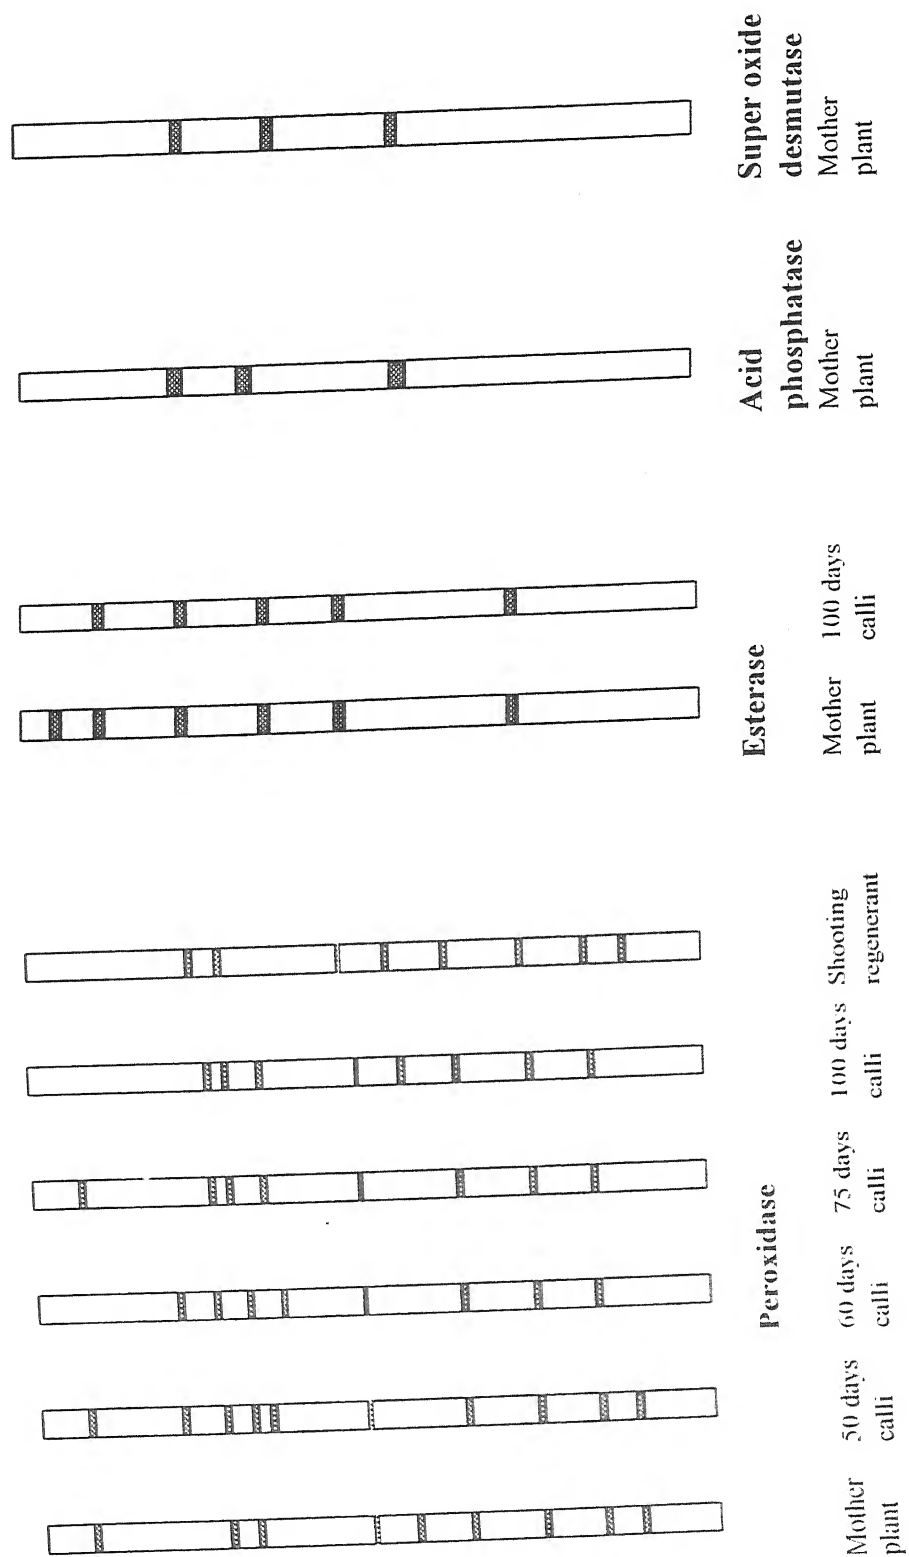 Super oxide
desmutase
Mother
plant
Acid
phosphatase
Mother
plant
Esterase
100 days
calli
Mother
plant
Peroxidase
Shooting
regenerant
100 days
calli
75 days
calli
60 days
calli
50 days
calli
Mother
plant